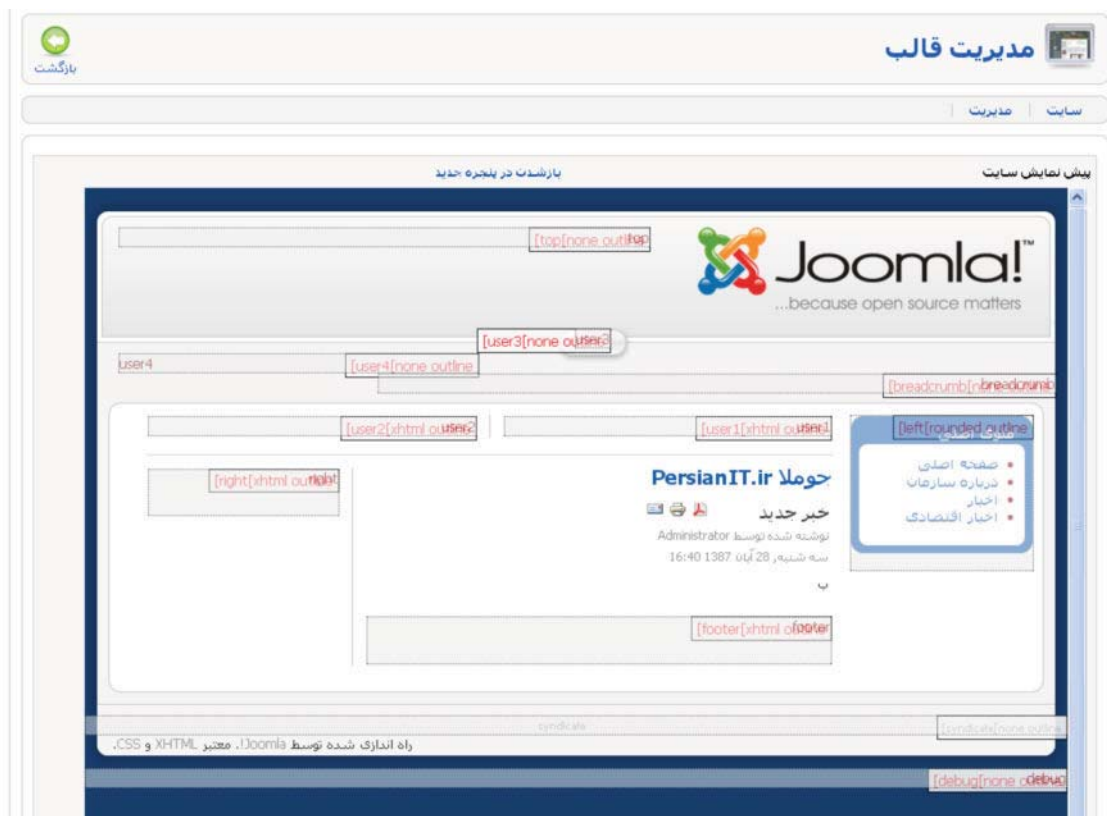 مدیریت قالب
بازگشت
سایت | مدیریت |
پیش نمایش سایت
بازشدن در پنجره جدید
Joomla!™
...because open source matters
[top[none outline
top
[user3[none outline
user3
user4
[user4[none outline
[breadcrumb[none outline
breadcrumb
[left[rounded outline
منوی اصلی
صفحه اصلی
درباره سازمان
اخبار
اخبار اقتصادی
[user1[xhtml outline
user1
[user2[xhtml outline
user2
جوملا PersianIT.ir
خبر جدید
نوشته شده توسط Administrator
سه شنبه, 28 آبان 1387 16:40
ب
[right[xhtml outline
right
[footer[xhtml outline
footer
syndicate
[syndicate[none outline
راه اندازی شده توسط Joomla!. معتبر XHTML و CSS.
[debug[none outline
debug